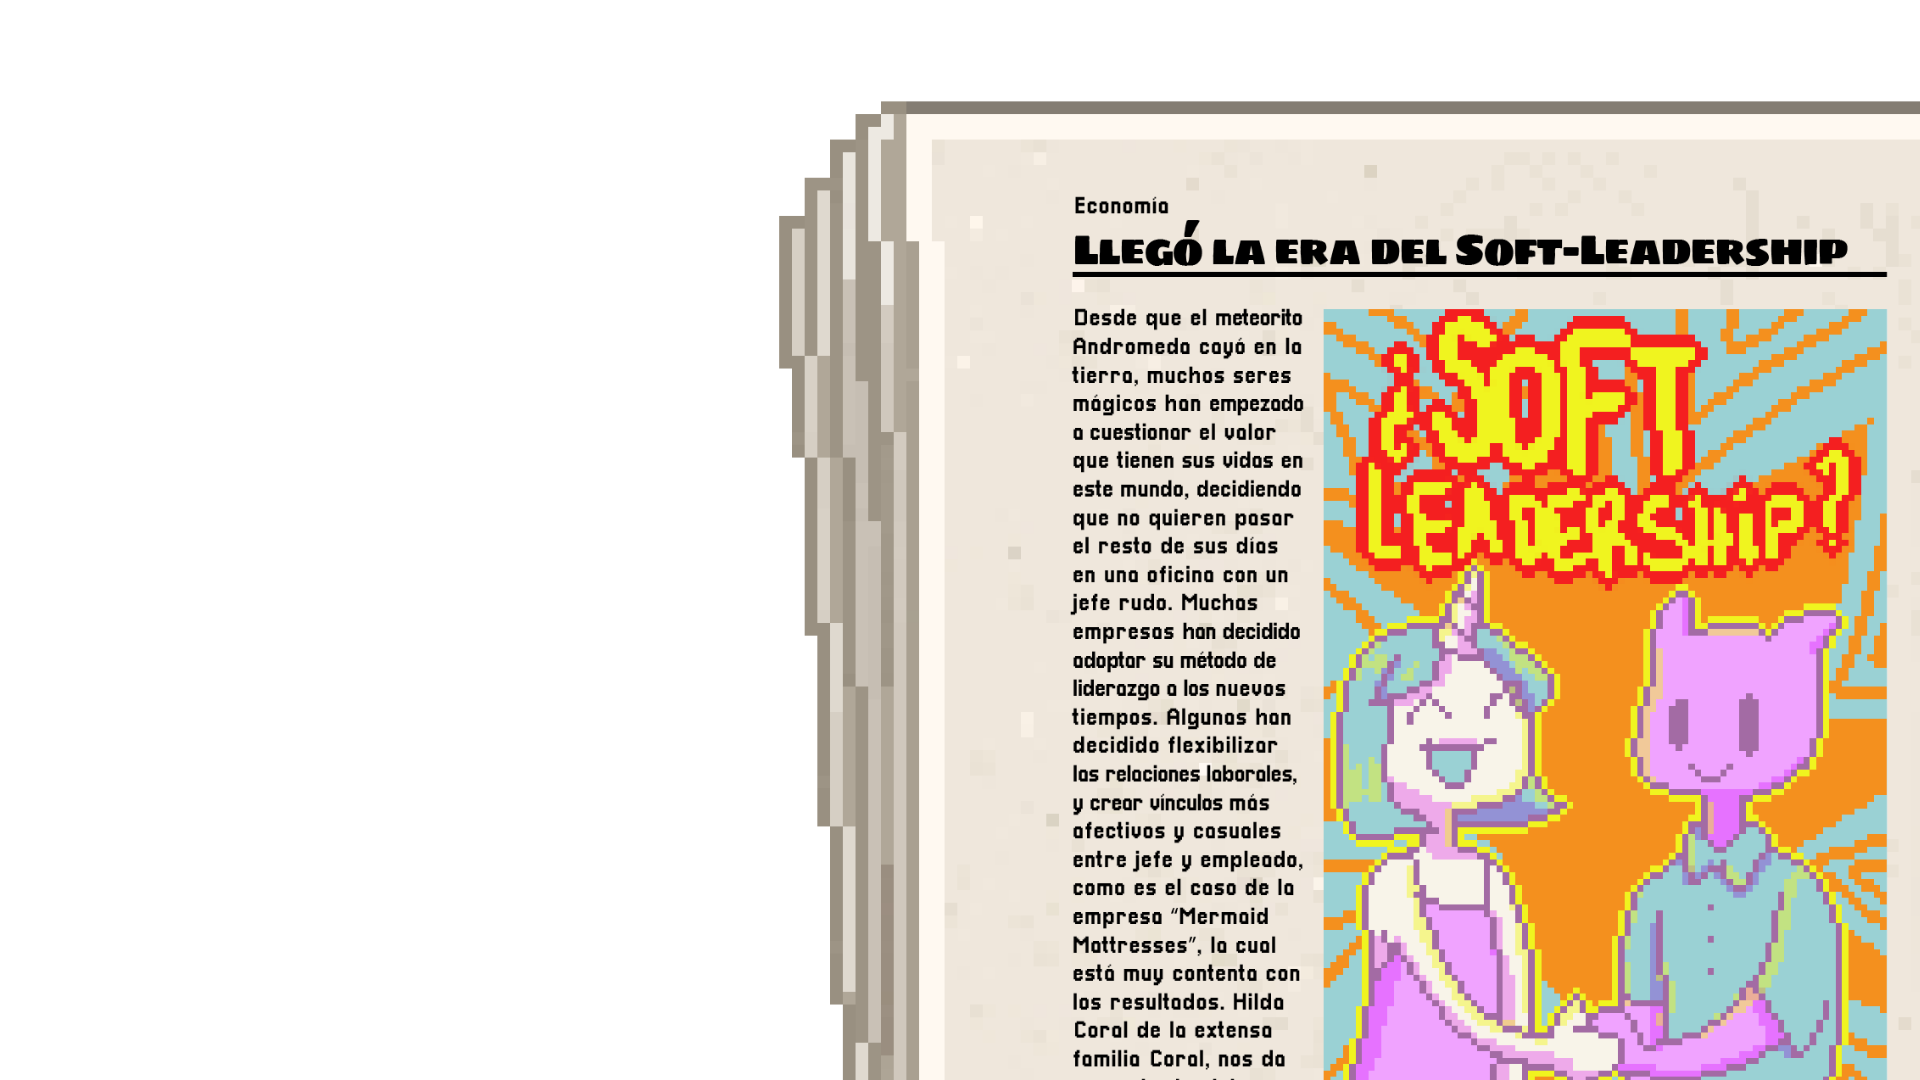 Economía
Llegó la era del Soft-Leadership
Desde que el meteorito
Andromeda cayó en la
tierra, muchos seres
mágicos han empezado
a cuestionar el valor
que tienen sus vidas en
este mundo, decidiendo
que no quieren pasar
el resto de sus días
en una oficina con un
jefe rudo. Muchas
empresas han decidido
adoptar su método de
liderazgo a los nuevos
tiempos. Algunas han
decidido flexibilizar
las relaciones laborales,
y crear vínculos más
afectivos y casuales
entre jefe y empleado,
como es el caso de la
empresa “Mermaid
Mattresses”, la cual
está muy contenta con
los resultados. Hilda
Coral de la extensa
familia Coral, nos da
¿SOFT
LEADERSHIP?